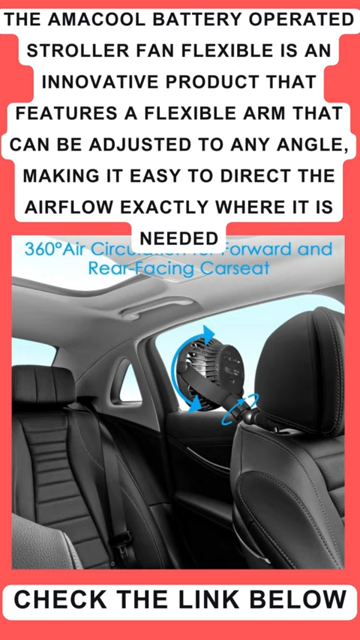 THE AMACOOL BATTERY OPERATED
STROLLER FAN FLEXIBLE IS AN
INNOVATIVE PRODUCT THAT
FEATURES A FLEXIBLE ARM THAT
CAN BE ADJUSTED TO ANY ANGLE,
MAKING IT EASY TO DIRECT THE
AIRFLOW EXACTLY WHERE IT IS
NEEDED
360°Air Forward and
Rear-Facing Carseat
CHECK THE LINK BELOW